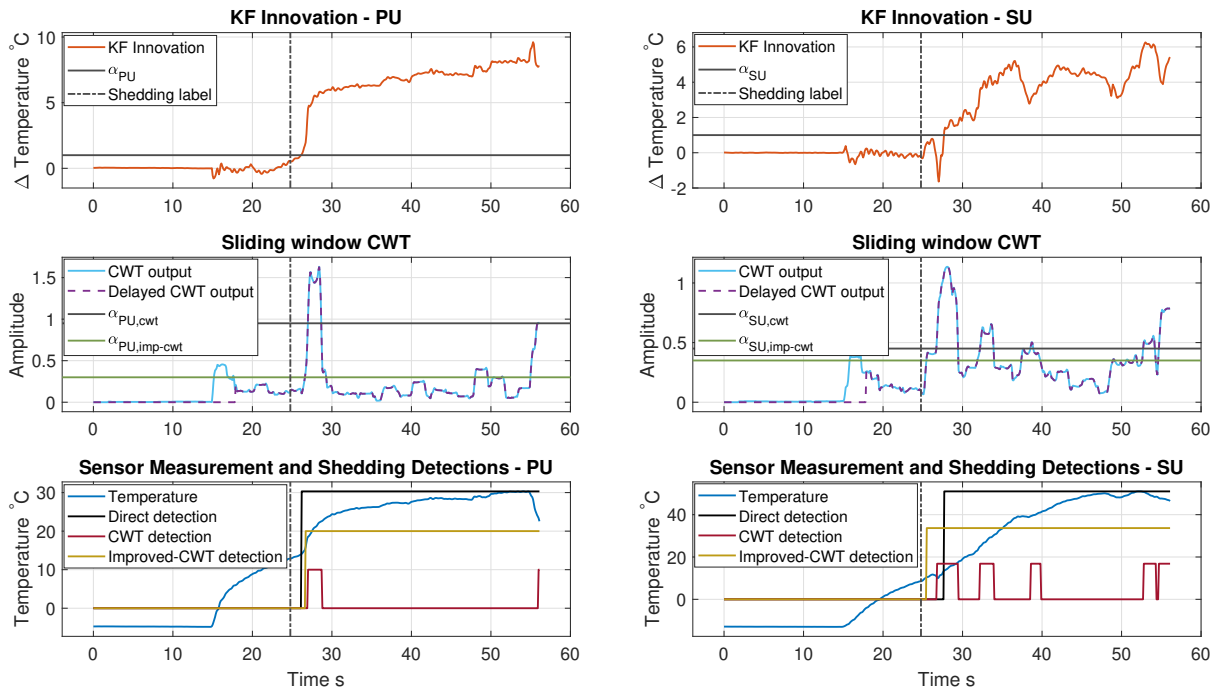 KF Innovation - PU
Δ Temperature °C
10
5
0
KF Innovation
α_PU
Shedding label
0 10 20 30 40 50 60
KF Innovation - SU
Δ Temperature °C
6
4
2
0
-2
KF Innovation
α_SU
Shedding label
0 10 20 30 40 50 60
Sliding window CWT
Amplitude
1.5
1
0.5
0
CWT output
Delayed CWT output
α_PU,cwt
α_PU,imp-cwt
0 10 20 30 40 50 60
Sliding window CWT
Amplitude
1
0.5
0
CWT output
Delayed CWT output
α_SU,cwt
α_SU,imp-cwt
0 10 20 30 40 50 60
Sensor Measurement and Shedding Detections - PU
Temperature °C
30
20
10
0
Temperature
Direct detection
CWT detection
Improved-CWT detection
0 10 20 30 40 50 60
Time s
Sensor Measurement and Shedding Detections - SU
Temperature °C
40
20
0
Temperature
Direct detection
CWT detection
Improved-CWT detection
0 10 20 30 40 50 60
Time s